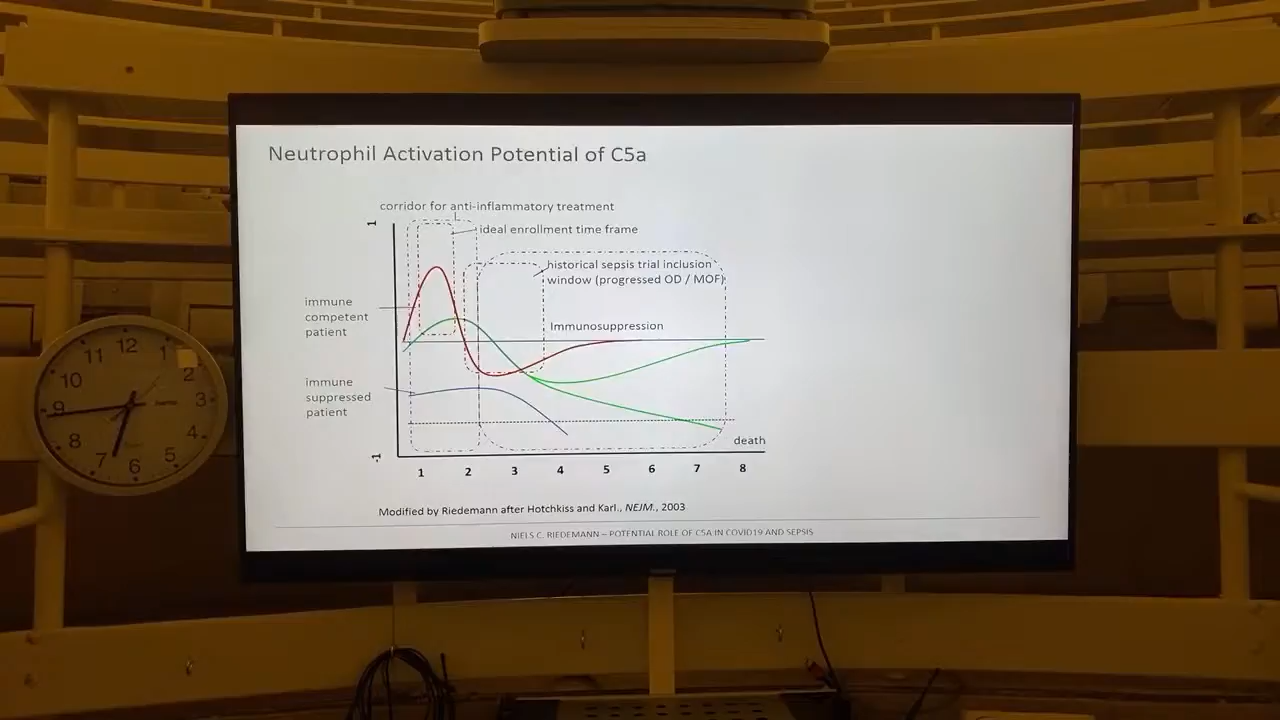 Neutrophil Activation Potential of C5a
corridor for anti-inflammatory treatment
1
ideal enrollment time frame
historical sepsis trial inclusion
window (progressed OD / MOF)
immune
competent
patient
Immunosuppression
immune
suppressed
patient
death
-1
1 2 3 4 5 6 7 8
Modified by Riedemann after Hotchkiss and Karl., NEJM., 2003
NIELS C. RIEDEMANN – POTENTIAL ROLE OF C5A IN COVID19 AND SEPSIS
12
11 1
10 2
9 3
8 4
7 6 5